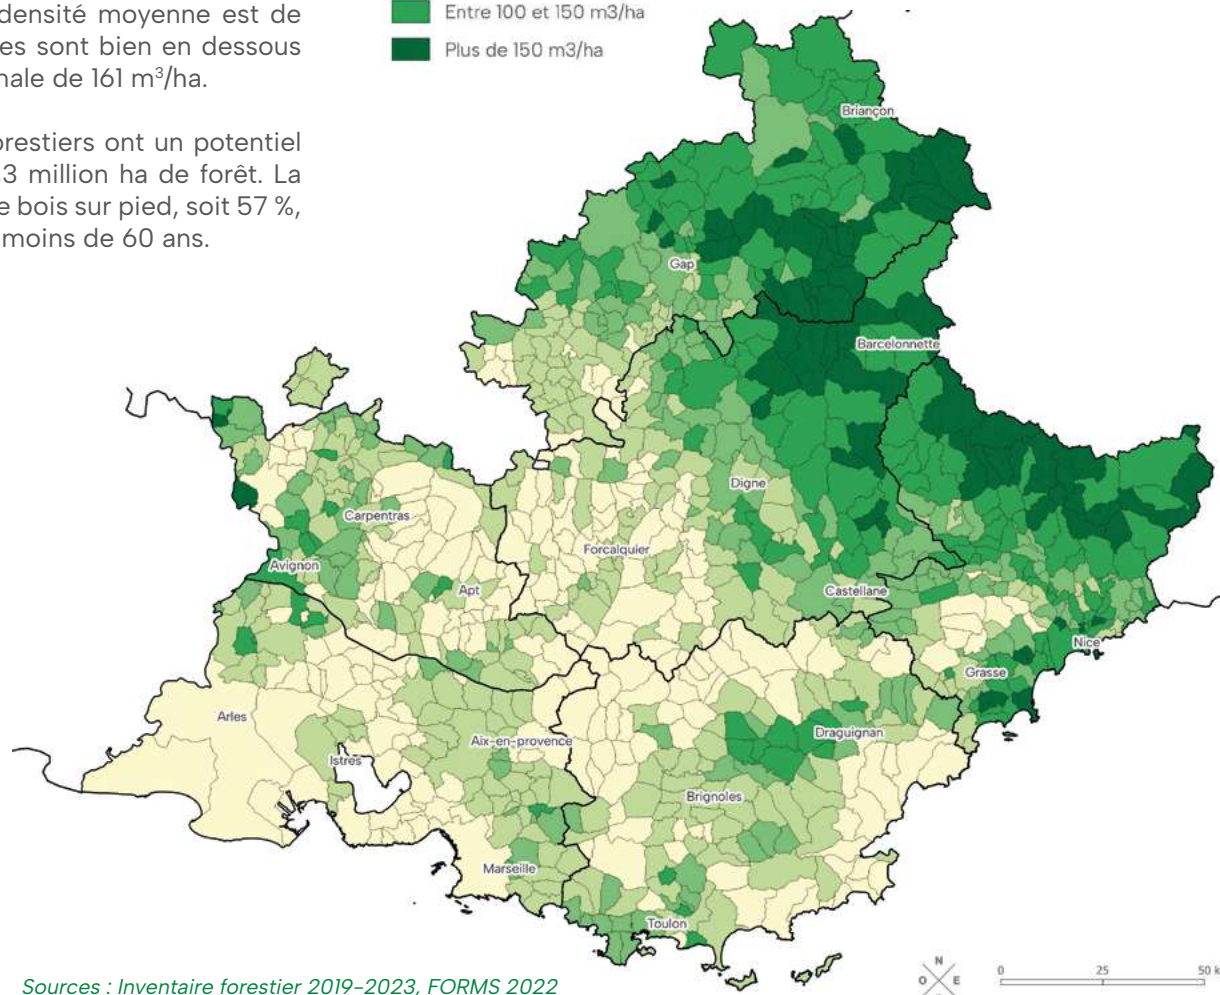 densité moyenne est de
es sont bien en dessous
nale de 161 m³/ha.
orestiers ont un potentiel
3 million ha de forêt. La
e bois sur pied, soit 57 %,
moins de 60 ans.
Entre 100 et 150 m3/ha
Plus de 150 m3/ha
Briançon
Gap
Barcelonnette
Digne
Carpentras
Forcalquier
Avignon
Apt
Castellane
Nice
Grasse
Arles
Draguignan
Aix-en-provence
Istres
Brignoles
Marseille
Toulon
N
O E
0 25 50 k
Sources : Inventaire forestier 2019-2023, FORMS 2022